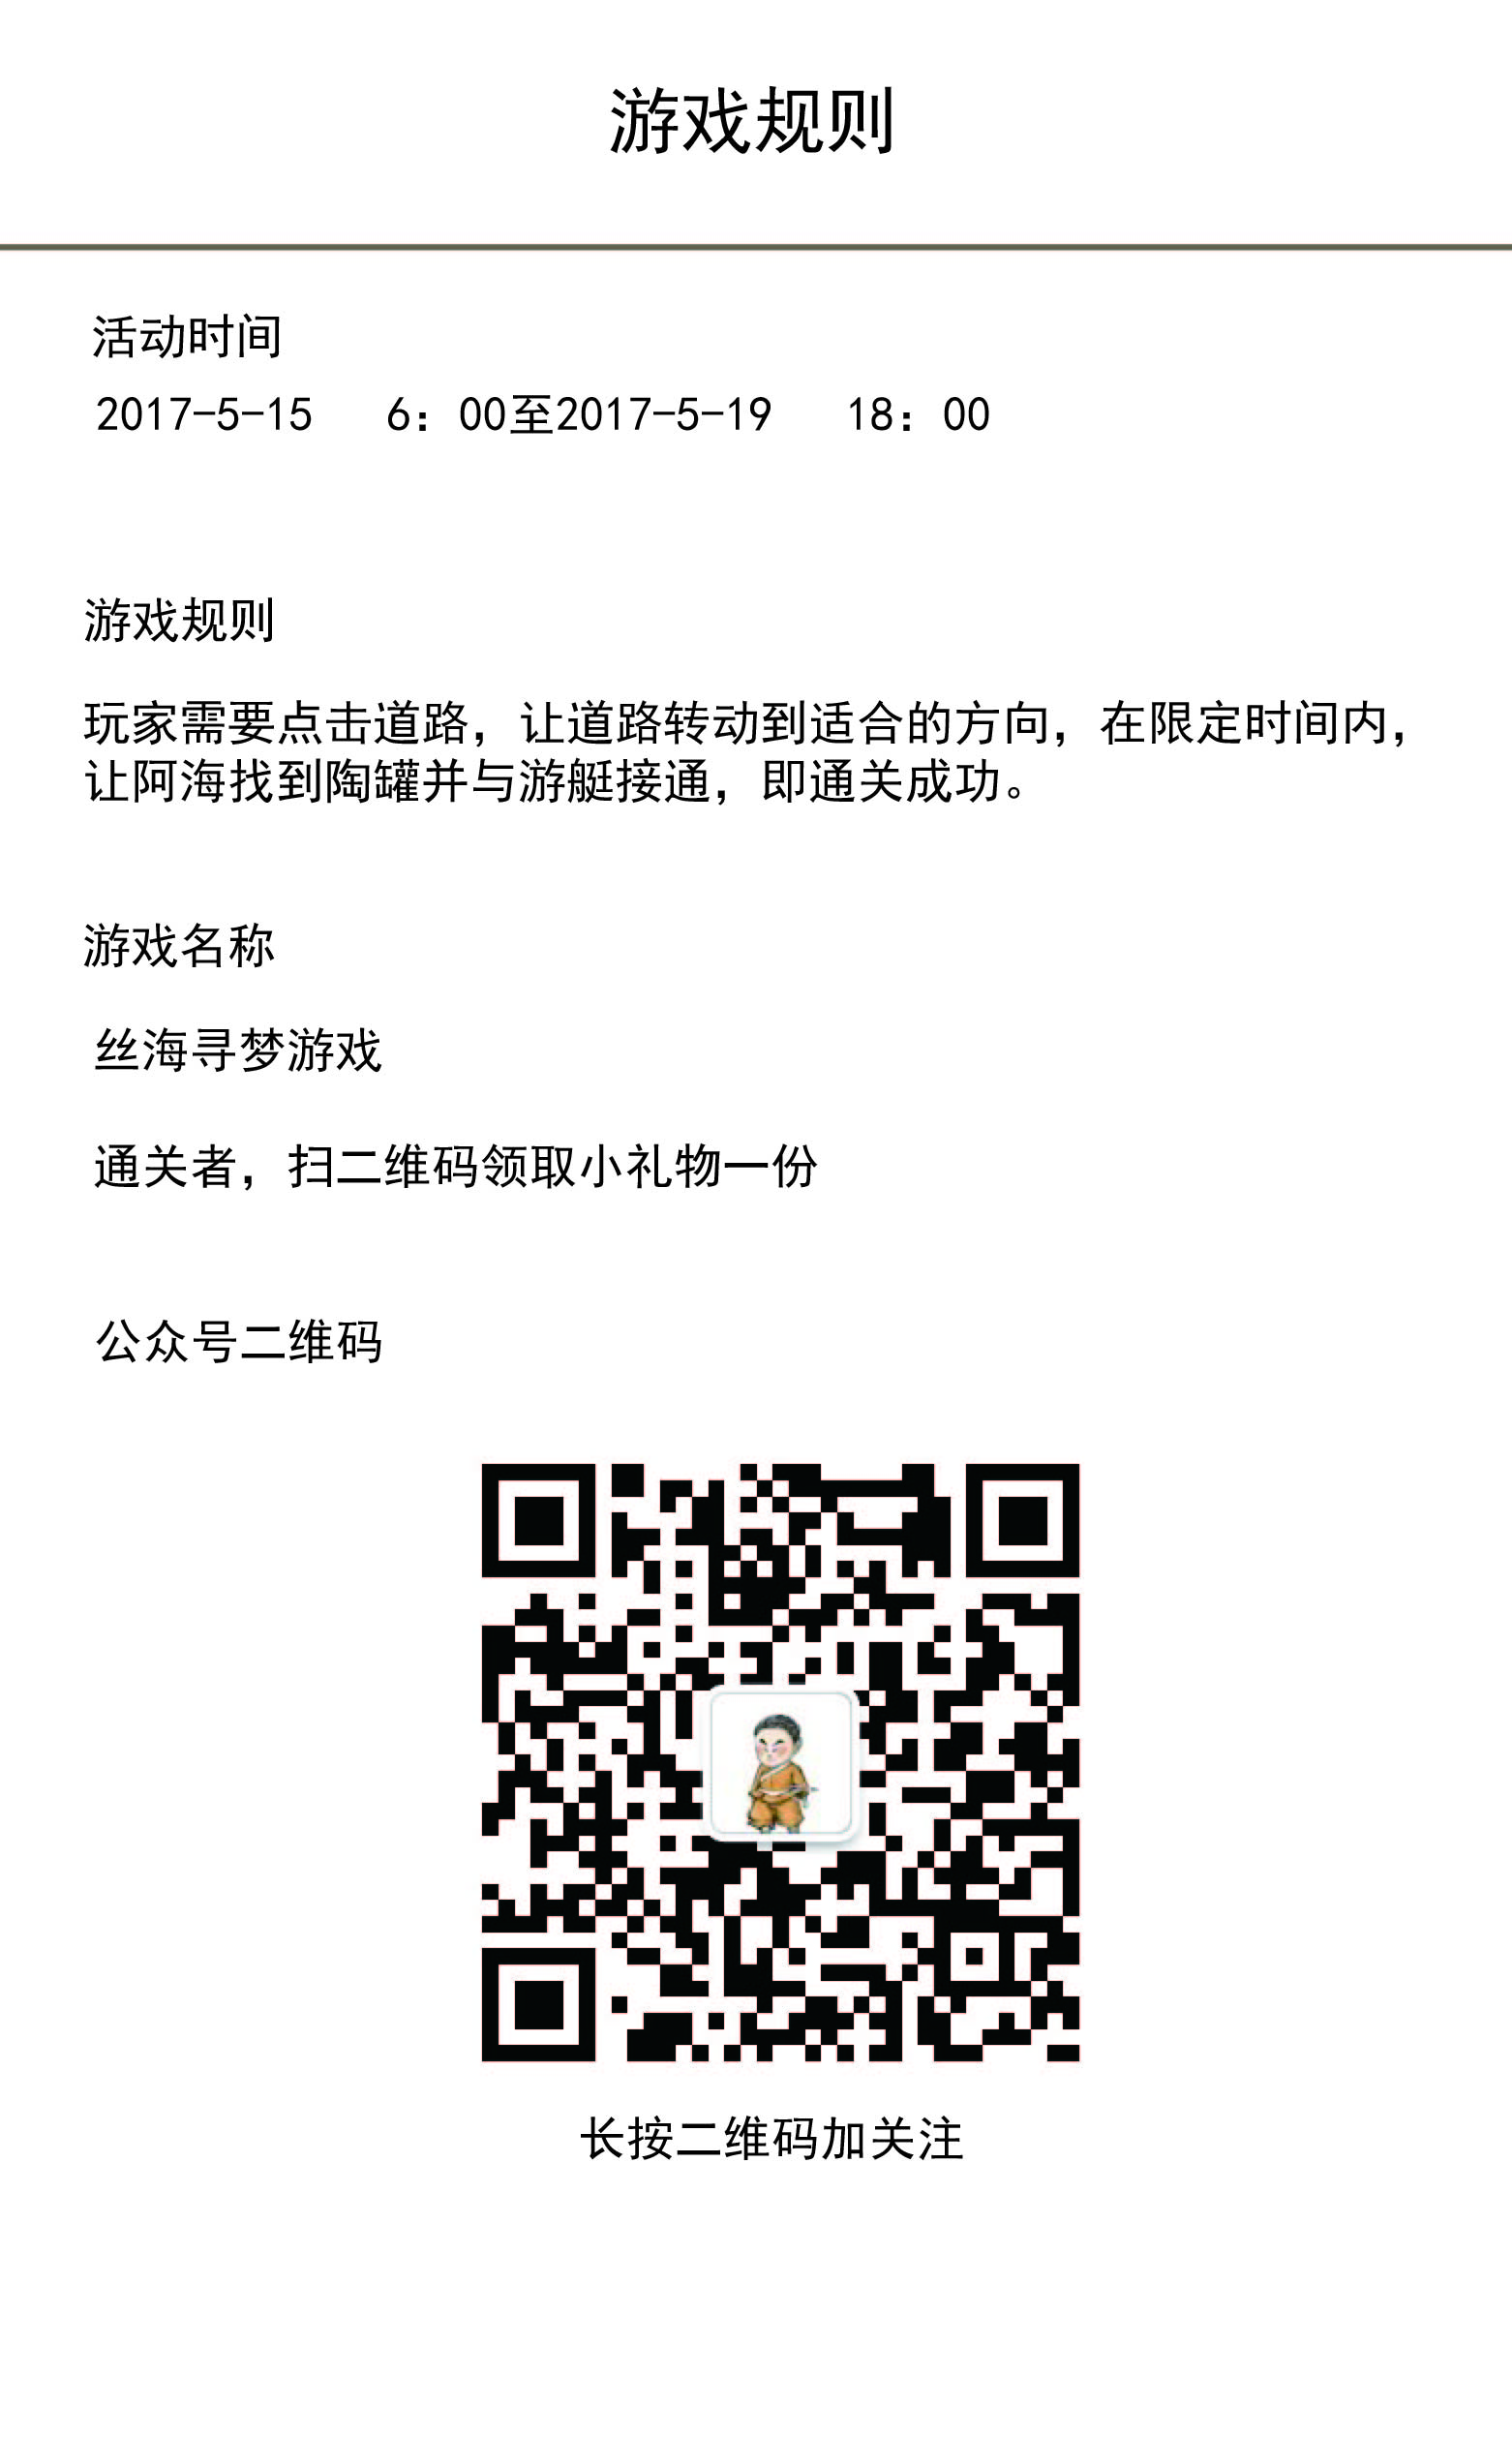 游戏规则
活动时间
2017-5-15 6：00至2017-5-19 18：00
游戏规则
玩家需要点击道路，让道路转动到适合的方向，在限定时间内，
让阿海找到陶罐并与游艇接通，即通关成功。
游戏名称
丝海寻梦游戏
通关者，扫二维码领取小礼物一份
公众号二维码
长按二维码加关注